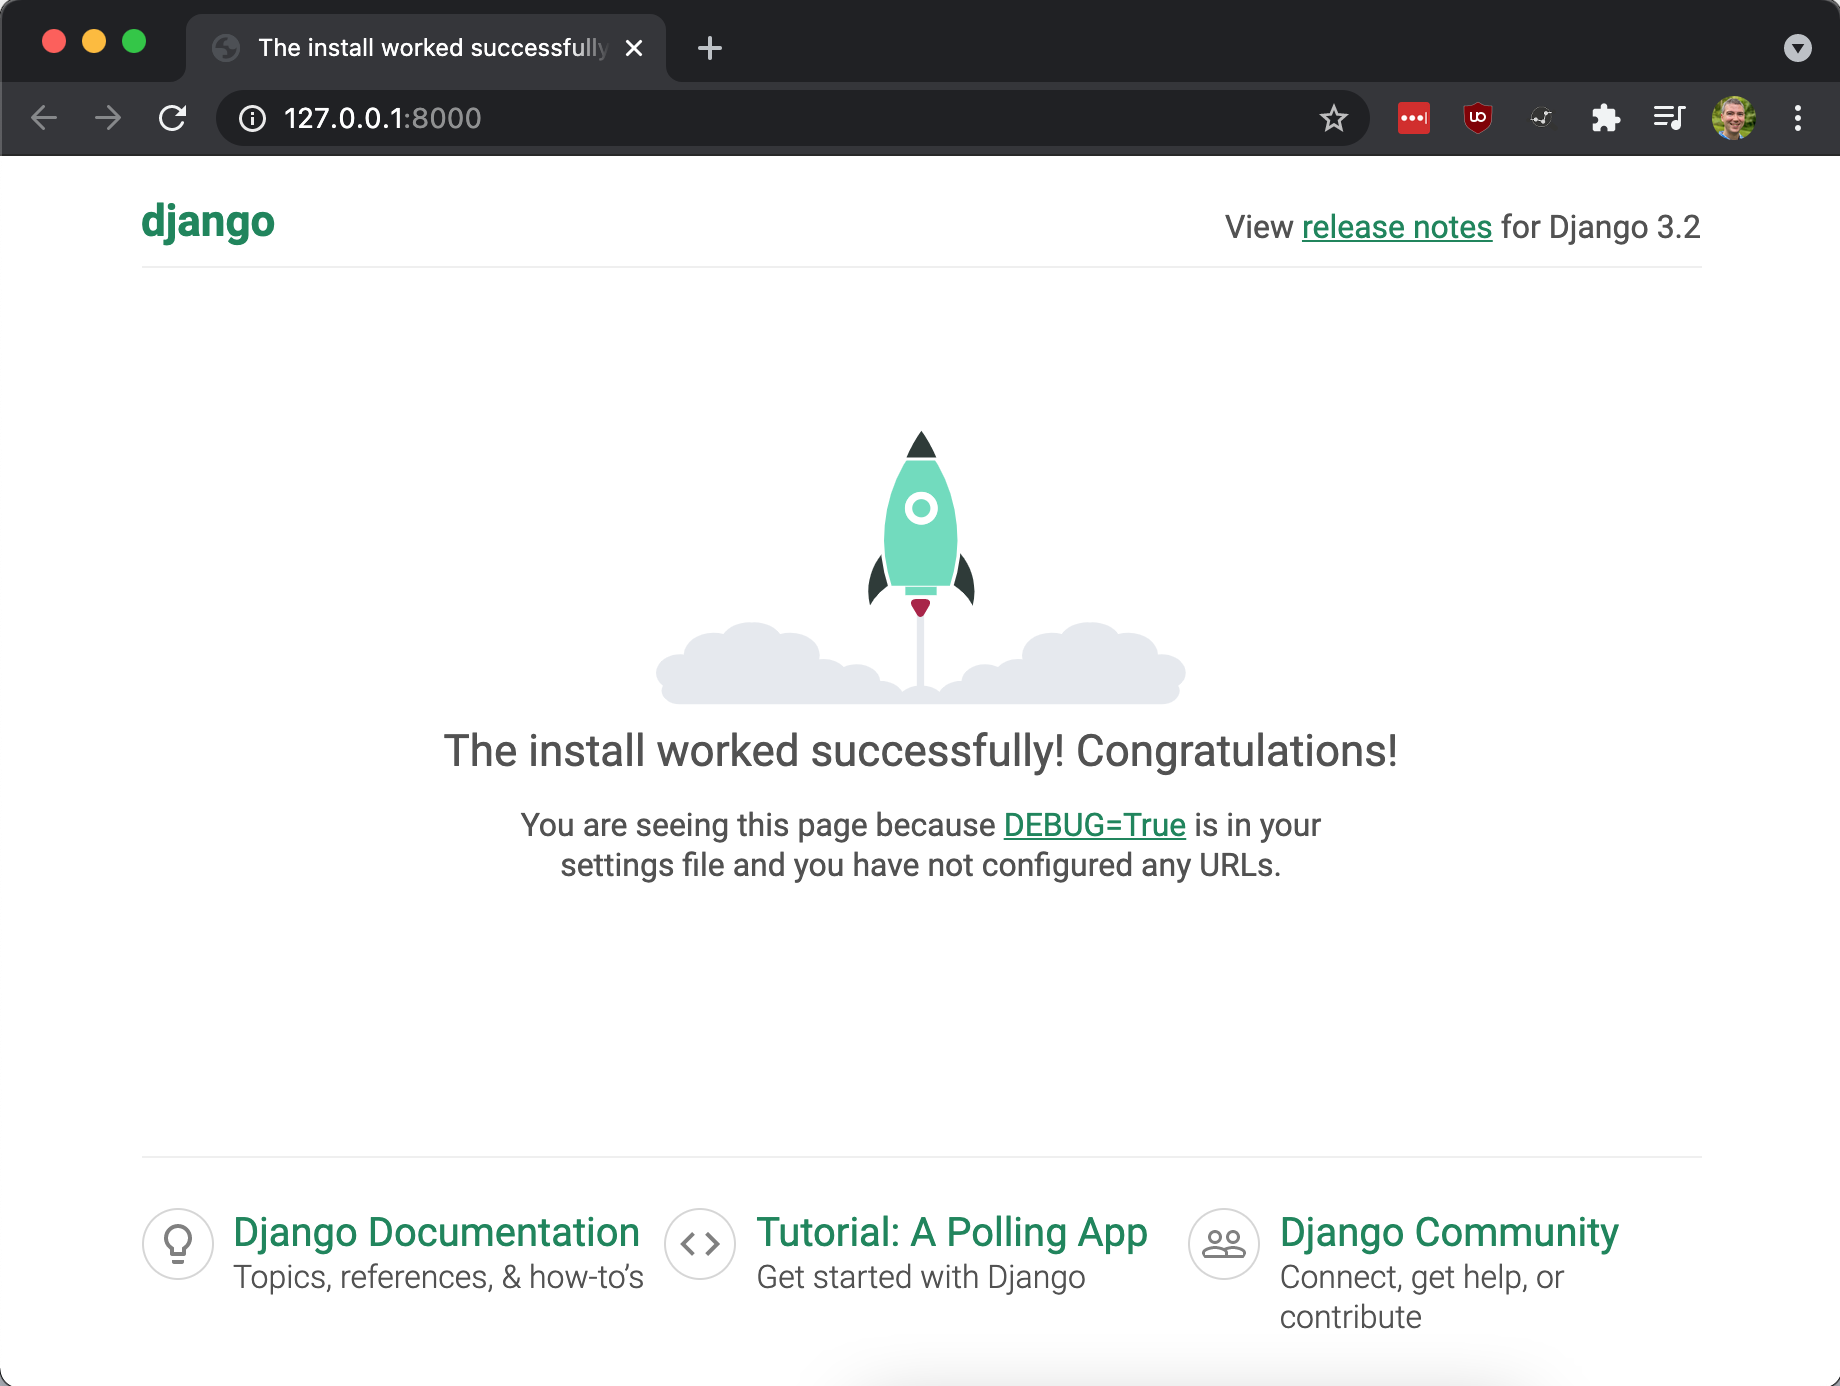 The install worked successfully
127.0.0.1:8000
UO
django
View release notes for Django 3.2
The install worked successfully! Congratulations!
You are seeing this page because DEBUG=True is in your
settings file and you have not configured any URLs.
Django Documentation
Topics, references, & how-to’s
Tutorial: A Polling App
Get started with Django
Django Community
Connect, get help, or
contribute